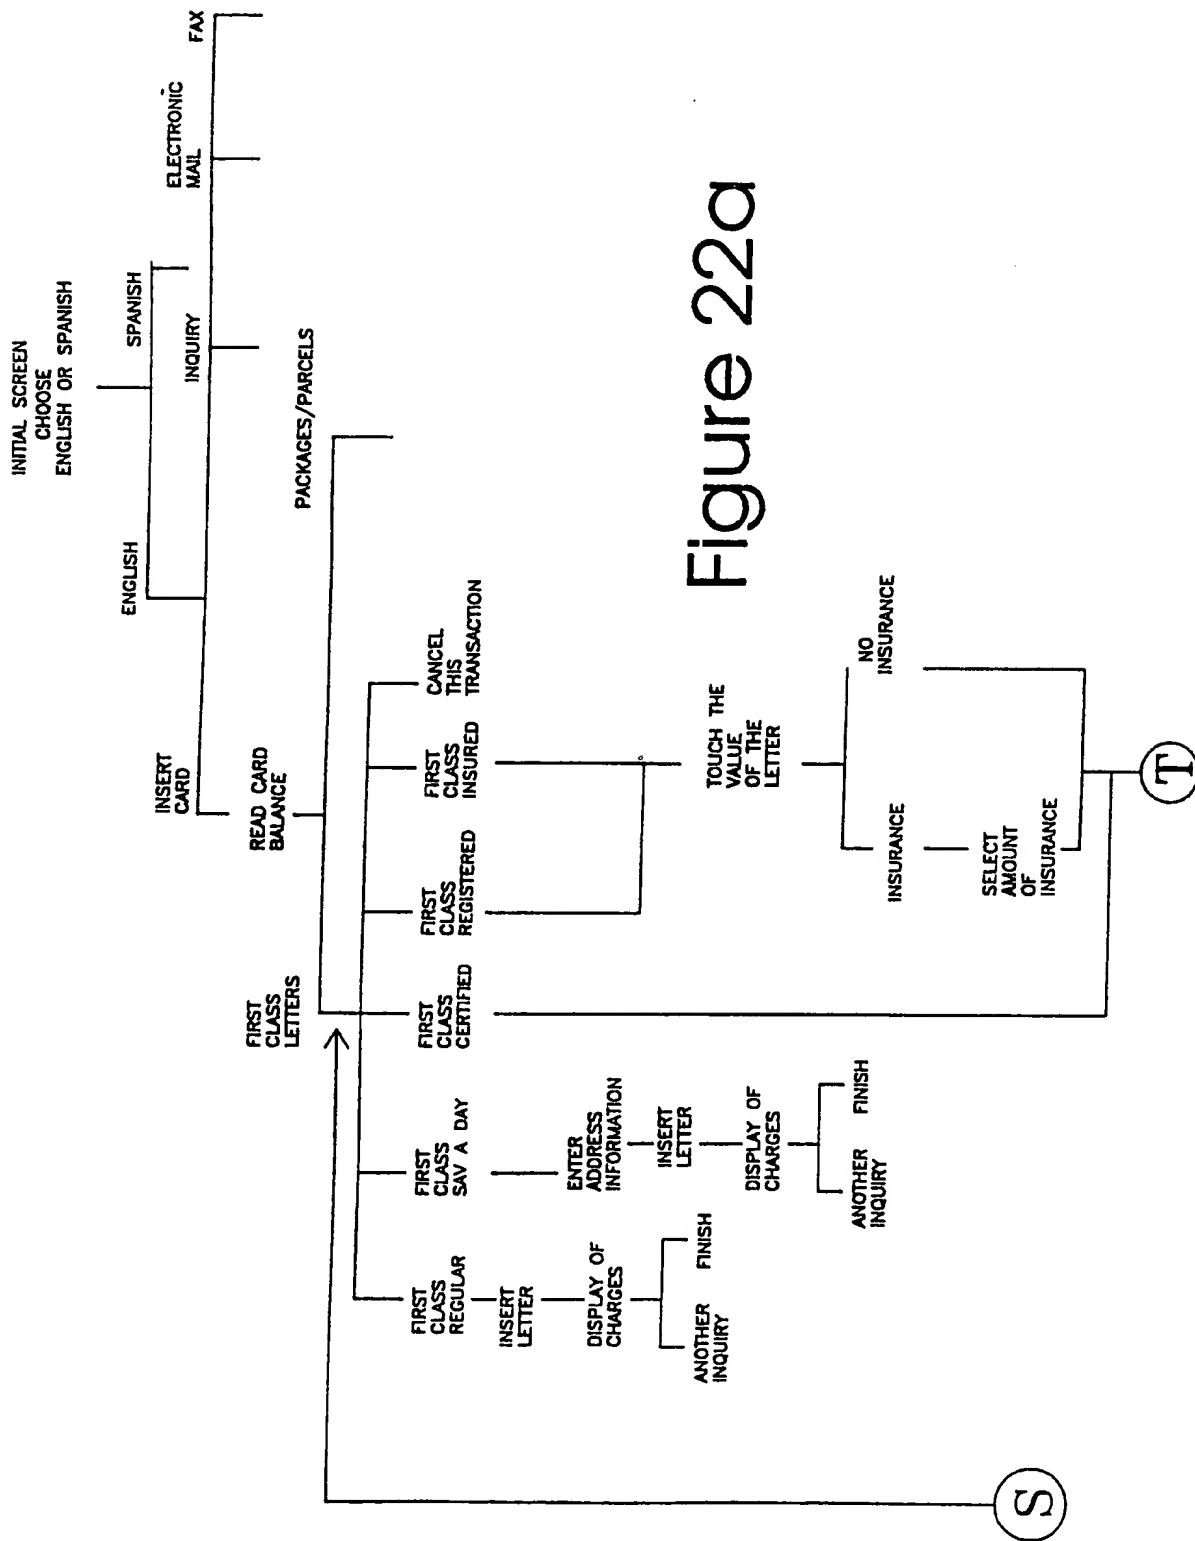 INITIAL SCREEN
CHOOSE
ENGLISH OR SPANISH
ENGLISH
SPANISH
INSERT
CARD
INQUIRY
ELECTRONIC
MAIL
FAX
READ CARD
BALANCE
FIRST
CLASS
LETTERS
PACKAGES/PARCELS
FIRST
CLASS
REGULAR
FIRST
CLASS
SAV A DAY
FIRST
CLASS
CERTIFIED
FIRST
CLASS
REGISTERED
FIRST
CLASS
INSURED
CANCEL
THIS
TRANSACTION
INSERT
LETTER
DISPLAY OF
CHARGES
ANOTHER
INQUIRY
FINISH
ENTER
ADDRESS
INFORMATION
INSERT
LETTER
DISPLAY OF
CHARGES
ANOTHER
INQUIRY
FINISH
TOUCH THE
VALUE
OF THE
LETTER
INSURANCE
NO
INSURANCE
SELECT
AMOUNT
OF
INSURANCE
S
T
Figure 22a